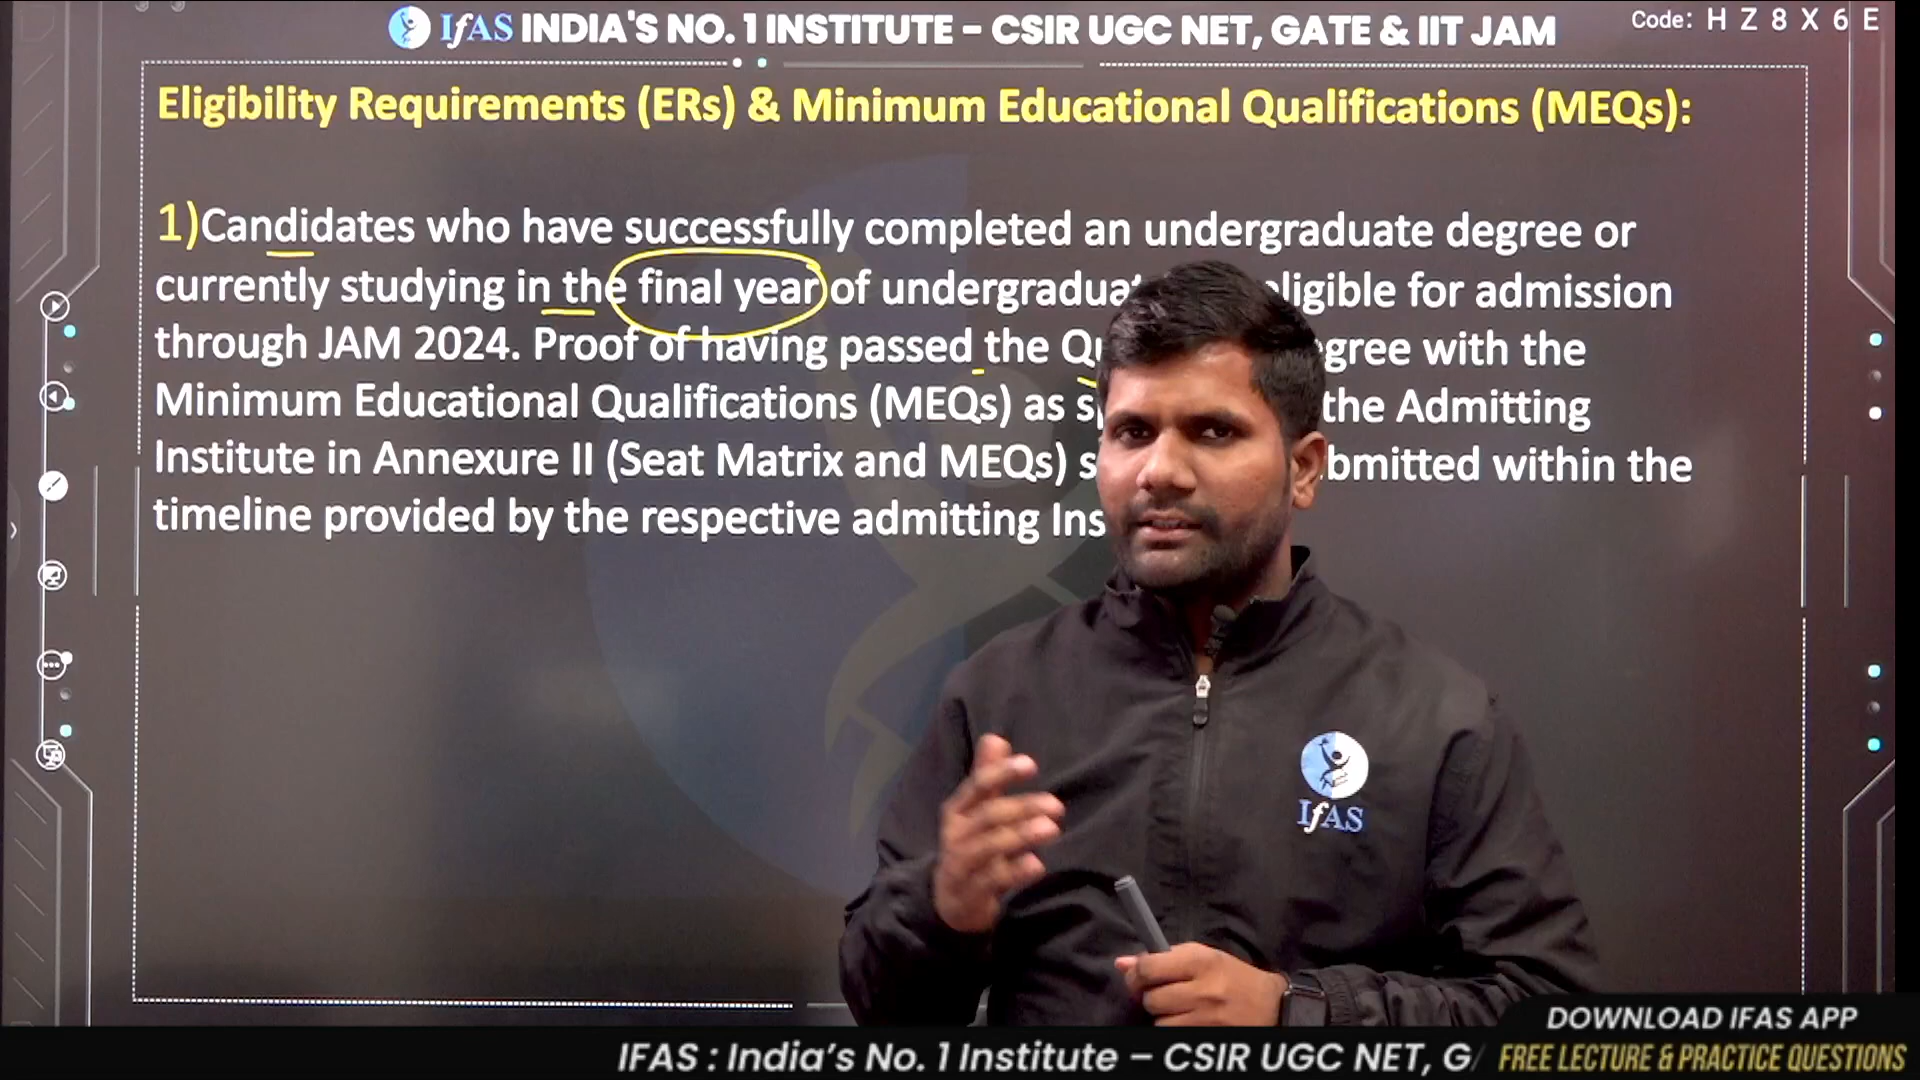 IfAS INDIA'S NO. 1 INSTITUTE – CSIR UGC NET, GATE & IIT JAM
Code: H Z 8 X 6 E
Eligibility Requirements (ERs) & Minimum Educational Qualifications (MEQs):
1)Candidates who have successfully completed an undergraduate degree or
currently studying in the final year of eligible for admission
through JAM 2024. Proof of having passed the with the
Minimum Educational Qualifications (MEQs) as the Admitting
Institute in Annexure II (Seat Matrix and MEQs) within the
timeline provided by the respective admitting
IfAS
DOWNLOAD IFAS APP
IFAS : India's No. 1 Institute – CSIR UGC NET, G
FREE LECTURE & PRACTICE QUESTIONS